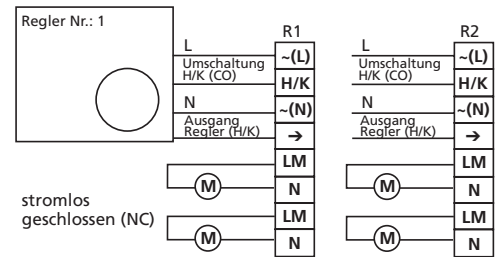 Regler Nr.: 1
R1
L
~(L)
Umschaltung
H/K (CO)
H/K
N
~(N)
Ausgang
Regler (H/K)
➔
LM
M
N
LM
M
N
stromlos
geschlossen (NC)
R2
L
~(L)
Umschaltung
H/K (CO)
H/K
N
~(N)
Ausgang
Regler (H/K)
➔
LM
M
N
LM
M
N